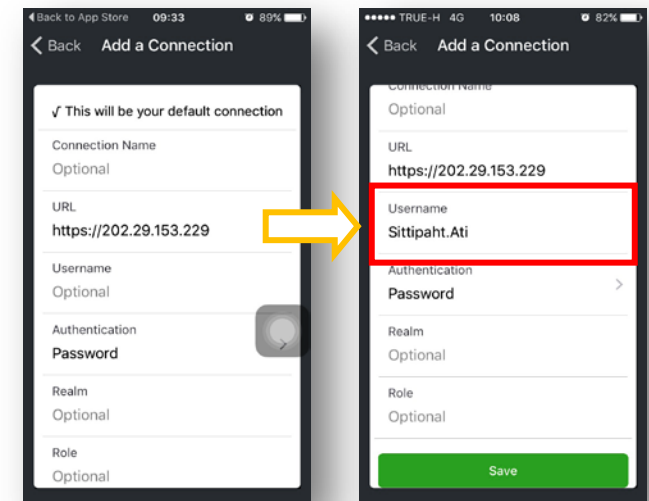 Back to App Store 09:33 89%
Back Add a Connection
√ This will be your default connection
Connection Name
Optional
URL
https://202.29.153.229
Username
Optional
Authentication
Password
Realm
Optional
Role
Optional
TRUE-H 4G 10:08 82%
Back Add a Connection
Connection Name
Optional
URL
https://202.29.153.229
Username
Sittipaht.Ati
Authentication
Password
Realm
Optional
Role
Optional
Save